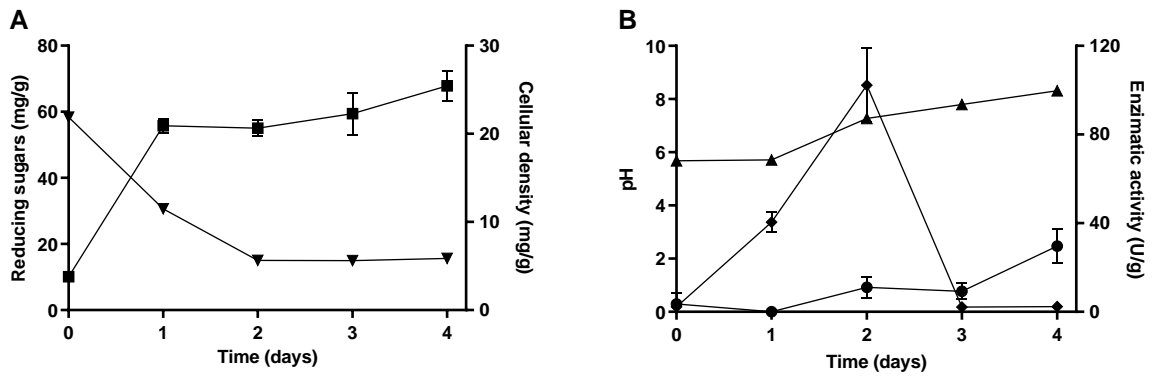 A
80
60
40
20
0
Reducing sugars (mg/g)
30
20
10
0
Cellular density (mg/g)
0 1 2 3 4
Time (days)
B
10
8
6
4
2
0
pH
120
80
40
0
Enzimatic activity (U/g)
0 1 2 3 4
Time (days)